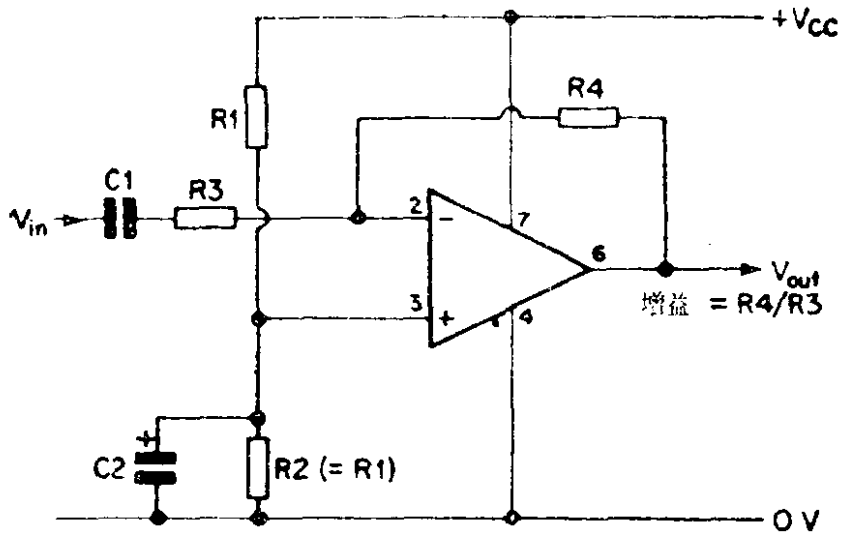 +VCC
R4
R1
C1
R3
Vin
2
-
7
6
Vout
增益 = R4/R3
3
+
4
+
C2
R2 (= R1)
0 V